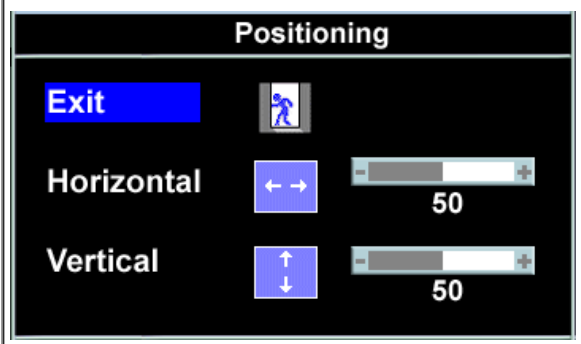 Positioning
Exit
Horizontal
- +
50
Vertical
- +
50